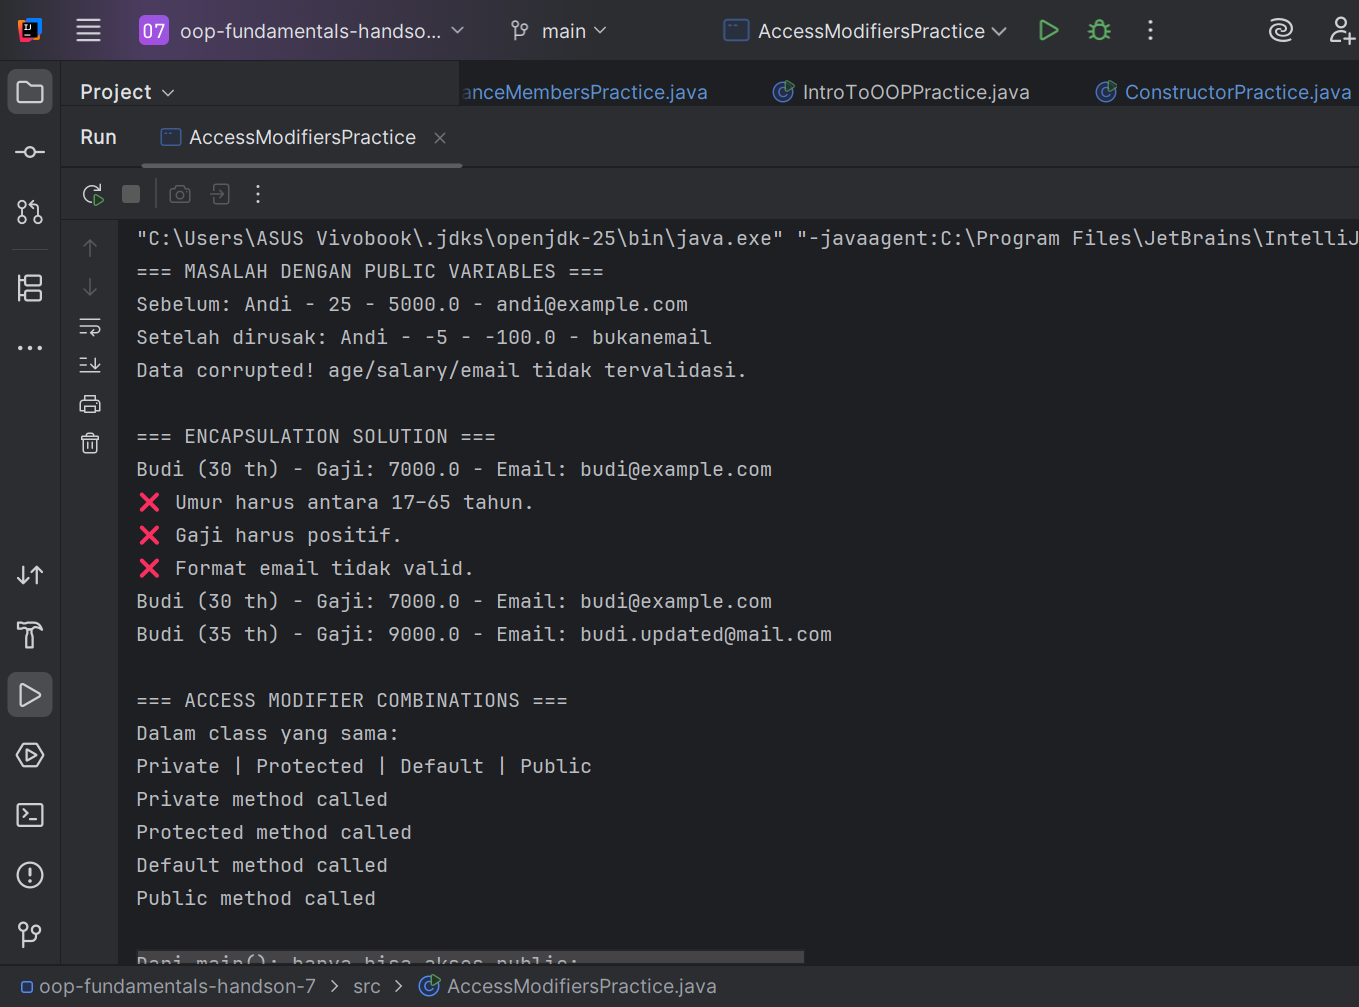 07 oop-fundamentals-handso... main AccessModifiersPractice
Project anceMembersPractice.java IntroToOOPPractice.java ConstructorPractice.java
Run AccessModifiersPractice
"C:\Users\ASUS Vivobook\.jdks\openjdk-25\bin\java.exe" "-javaagent:C:\Program Files\JetBrains\IntelliJ
=== MASALAH DENGAN PUBLIC VARIABLES ===
Sebelum: Andi - 25 - 5000.0 - andi@example.com
Setelah dirusak: Andi - -5 - -100.0 - bukanemail
Data corrupted! age/salary/email tidak tervalidasi.
=== ENCAPSULATION SOLUTION ===
Budi (30 th) - Gaji: 7000.0 - Email: budi@example.com
❌ Umur harus antara 17–65 tahun.
❌ Gaji harus positif.
❌ Format email tidak valid.
Budi (30 th) - Gaji: 7000.0 - Email: budi@example.com
Budi (35 th) - Gaji: 9000.0 - Email: budi.updated@mail.com
=== ACCESS MODIFIER COMBINATIONS ===
Dalam class yang sama:
Private | Protected | Default | Public
Private method called
Protected method called
Default method called
Public method called
Dari main(): hanya bisa akses public:
oop-fundamentals-handson-7 > src > AccessModifiersPractice.java